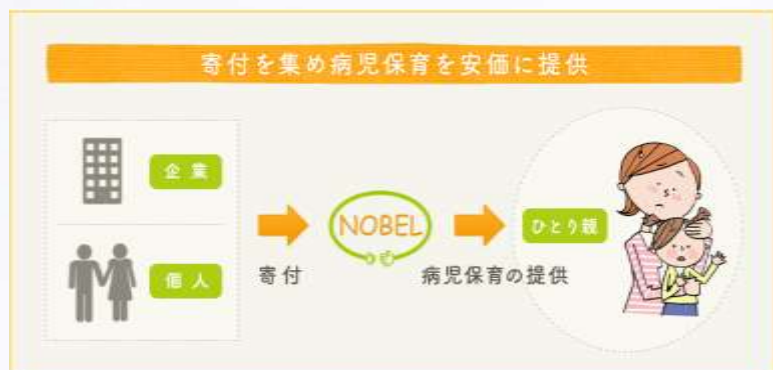 寄付を集め病児保育を安価に提供
企業
個人
寄付
NOBEL
病児保育の提供
ひとり親